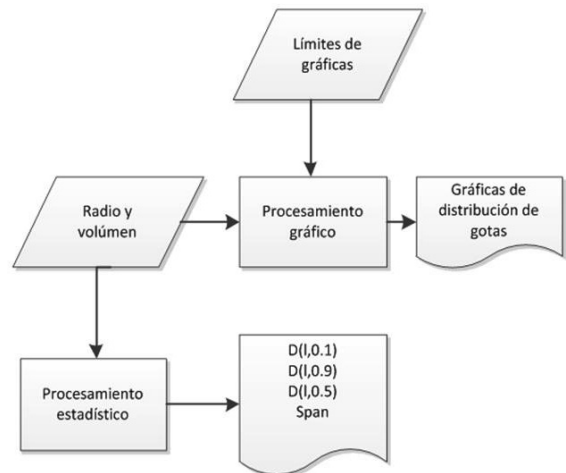 Límites de
gráficas
Radio y
volúmen
Procesamiento
gráfico
Gráficas de
distribución de
gotas
Procesamiento
estadístico
D(l,0.1)
D(l,0.9)
D(l,0.5)
Span